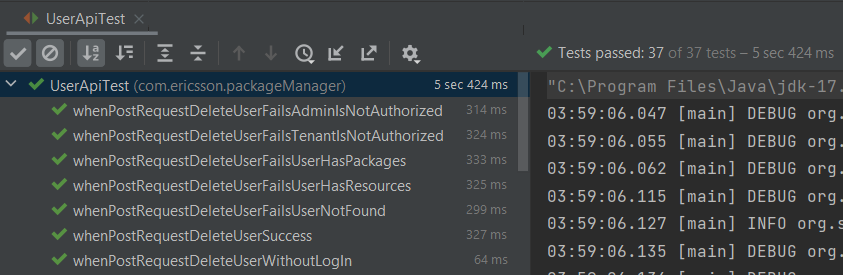 UserApiTest
Tests passed: 37 of 37 tests – 5 sec 424 ms
UserApiTest (com.ericsson.packageManager) 5 sec 424 ms
whenPostRequestDeleteUserFailsAdminIsNotAuthorized 314 ms
whenPostRequestDeleteUserFailsTenantIsNotAuthorized 324 ms
whenPostRequestDeleteUserFailsUserHasPackages 333 ms
whenPostRequestDeleteUserFailsUserHasResources 325 ms
whenPostRequestDeleteUserFailsUserNotFound 299 ms
whenPostRequestDeleteUserSuccess 327 ms
whenPostRequestDeleteUserWithoutLogIn 64 ms
"C:\Program Files\Java\jdk-17.
03:59:06.047 [main] DEBUG org.
03:59:06.055 [main] DEBUG org.
03:59:06.062 [main] DEBUG org.
03:59:06.115 [main] DEBUG org.
03:59:06.127 [main] INFO org.s
03:59:06.135 [main] DEBUG org.